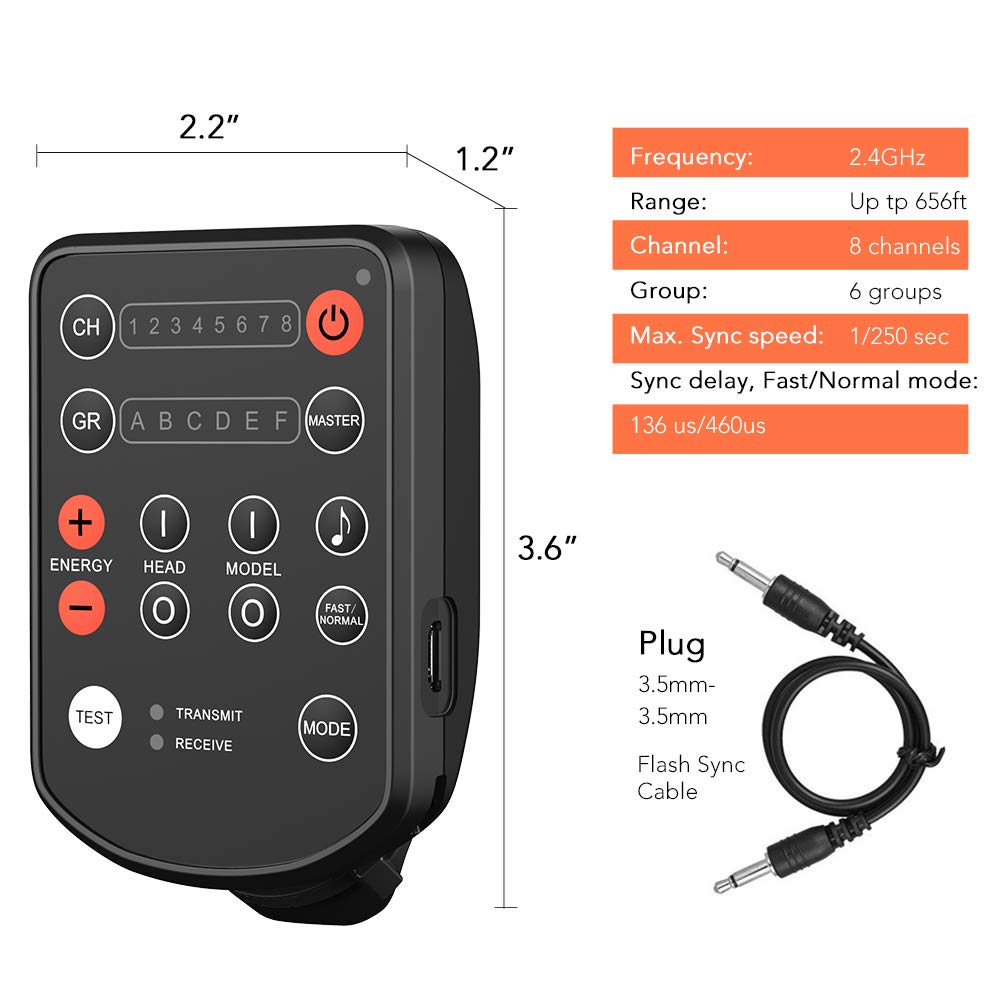 2.2”
1.2”
3.6”
CH 1 2 3 4 5 6 7 8
GR A B C D E F MASTER
+ I I
ENERGY HEAD MODEL
- O O FAST/
NORMAL
TEST TRANSMIT MODE
RECEIVE
Frequency: 2.4GHz
Range: Up tp 656ft
Channel: 8 channels
Group: 6 groups
Max. Sync speed: 1/250 sec
Sync delay, Fast/Normal mode:
136 us/460us
Plug
3.5mm-
3.5mm
Flash Sync
Cable